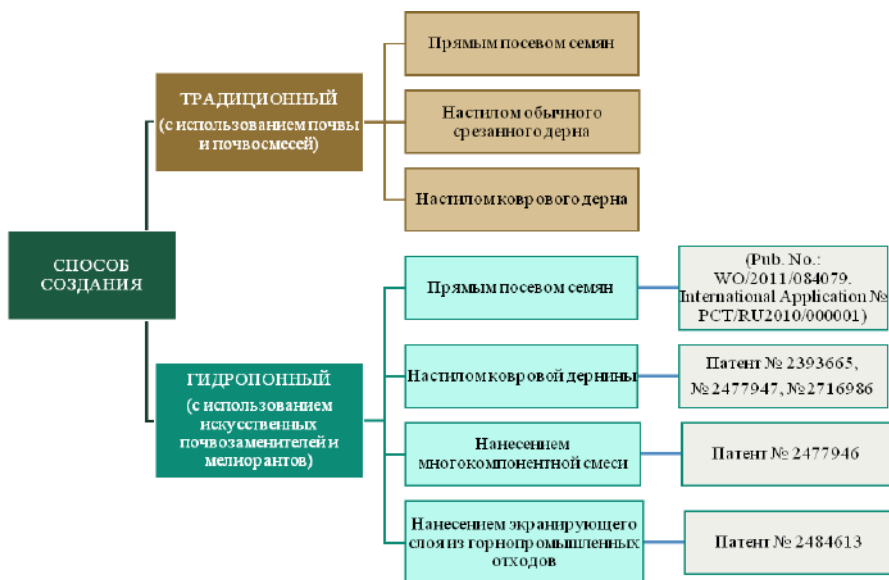 СПОСОБ
СОЗДАНИЯ
ТРАДИЦИОННЫЙ
(с использованием почвы
и почвосмесей)
Прямым посевом семян
Настилом обычного
срезанного дерна
Настилом коврового дерна
ГИДРОПОННЫЙ
(с использованием
искусственных
почвозаменителей и
мелиорантов)
Прямым посевом семян
(Pub. No.:
WO/2011/084079.
International Application №
PCT/RU2010/000001)
Настилом ковровой дернины
Патент № 2393665,
№2477947, №2716986
Нанесением
многокомпонентной смеси
Патент № 2477946
Нанесением экранирующего
слоя из горнопромышленных
отходов
Патент № 2484613